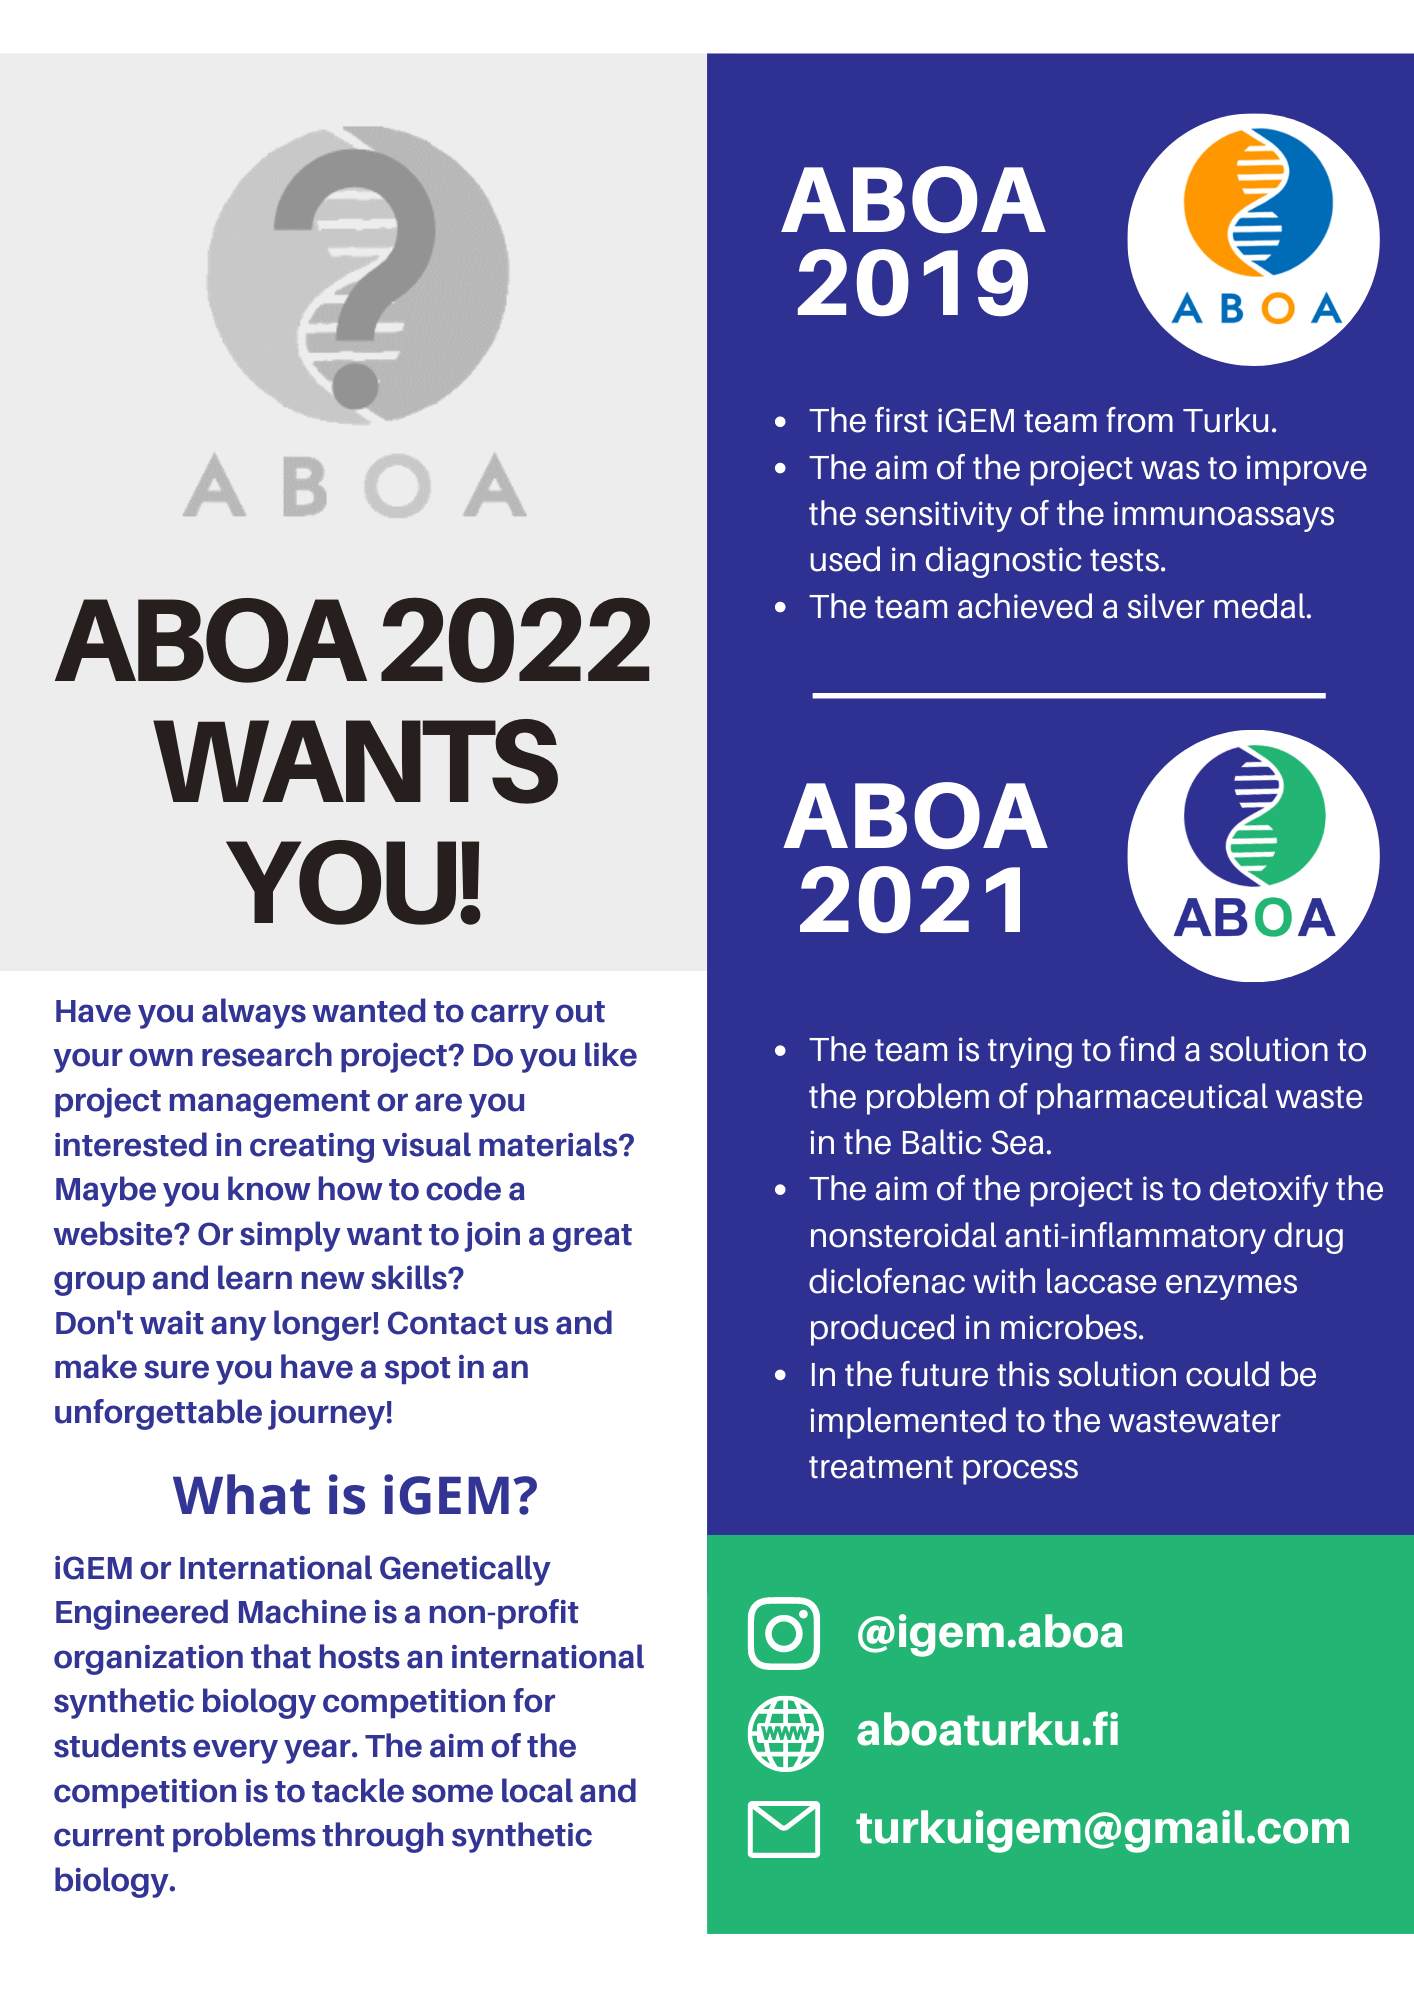 ?
A B O A
ABOA 2022
WANTS
YOU!
Have you always wanted to carry out
your own research project? Do you like
project management or are you
interested in creating visual materials?
Maybe you know how to code a
website? Or simply want to join a great
group and learn new skills?
Don't wait any longer! Contact us and
make sure you have a spot in an
unforgettable journey!
What is iGEM?
iGEM or International Genetically
Engineered Machine is a non-profit
organization that hosts an international
synthetic biology competition for
students every year. The aim of the
competition is to tackle some local and
current problems through synthetic
biology.
ABOA
2019
A B O A
• The first iGEM team from Turku.
• The aim of the project was to improve
the sensitivity of the immunoassays
used in diagnostic tests.
• The team achieved a silver medal.
ABOA
2021
ABOA
• The team is trying to find a solution to
the problem of pharmaceutical waste
in the Baltic Sea.
• The aim of the project is to detoxify the
nonsteroidal anti-inflammatory drug
diclofenac with laccase enzymes
produced in microbes.
• In the future this solution could be
implemented to the wastewater
treatment process
@igem.aboa
WWW
aboaturku.fi
turkuigem@gmail.com